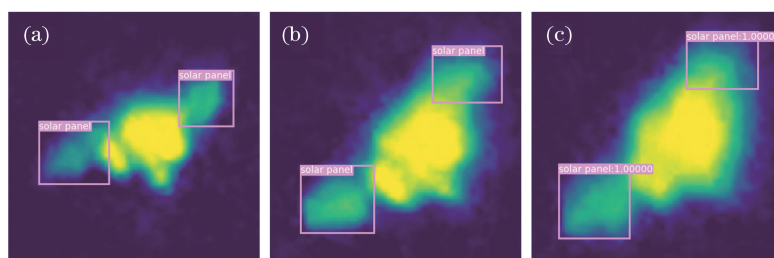 (a)
solar panel
solar panel
(b)
solar panel
solar panel
(c)
solar panel:1.0000
solar panel:1.00000